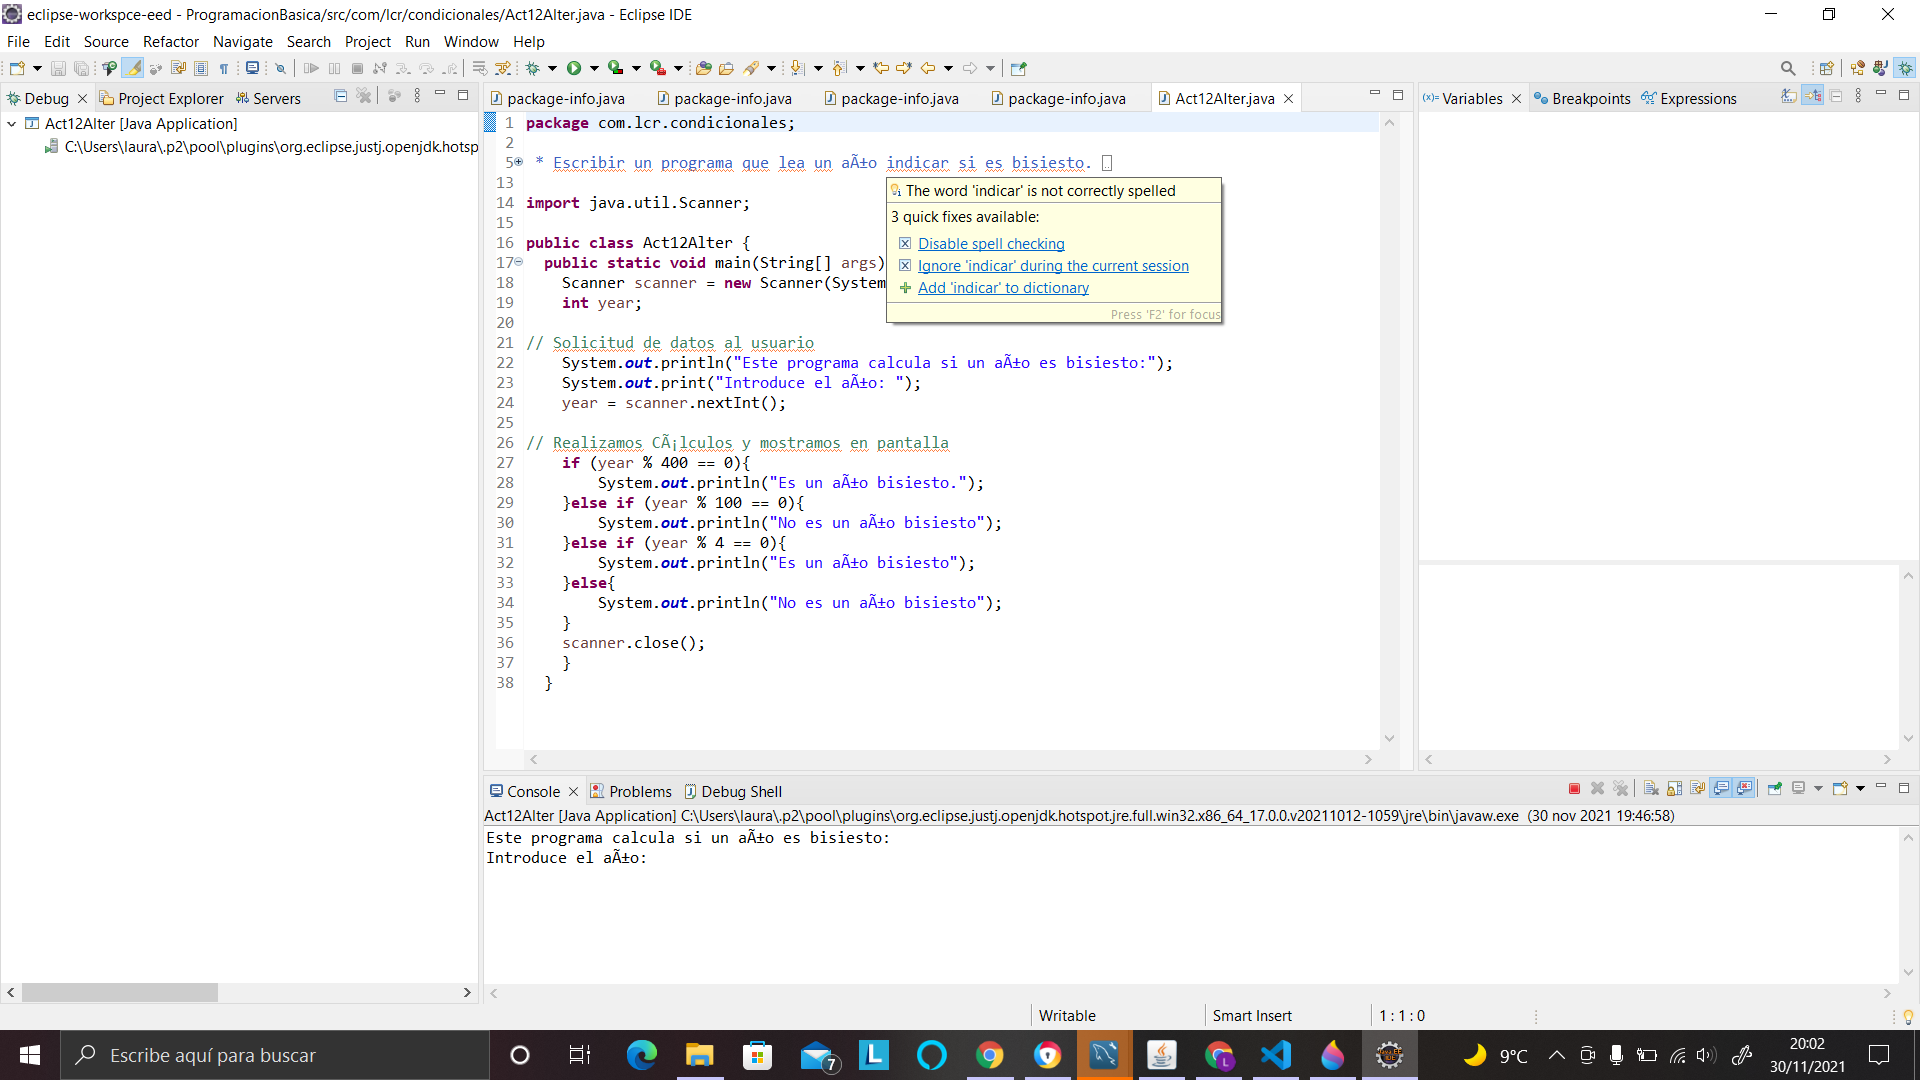 eclipse-workspce-eed - ProgramacionBasica/src/com/lcr/condicionales/Act12Alter.java - Eclipse IDE
File Edit Source Refactor Navigate Search Project Run Window Help
Debug Project Explorer Servers
Act12Alter [Java Application]
C:\Users\laura\.p2\pool\plugins\org.eclipse.justj.openjdk.hotsp
package-info.java package-info.java package-info.java package-info.java Act12Alter.java
1 package com.lcr.condicionales;
2
5 * Escribir un programa que lea un aÃ±o indicar si es bisiesto.
13
14 import java.util.Scanner;
15
16 public class Act12Alter {
17 public static void main(String[] args)
18 Scanner scanner = new Scanner(System
19 int year;
20
21 // Solicitud de datos al usuario
22 System.out.println("Este programa calcula si un aÃ±o es bisiesto:");
23 System.out.print("Introduce el aÃ±o: ");
24 year = scanner.nextInt();
25
26 // Realizamos CÃ¡lculos y mostramos en pantalla
27 if (year % 400 == 0){
28 System.out.println("Es un aÃ±o bisiesto.");
29 }else if (year % 100 == 0){
30 System.out.println("No es un aÃ±o bisiesto");
31 }else if (year % 4 == 0){
32 System.out.println("Es un aÃ±o bisiesto");
33 }else{
34 System.out.println("No es un aÃ±o bisiesto");
35 }
36 scanner.close();
37 }
38 }
The word 'indicar' is not correctly spelled
3 quick fixes available:
Disable spell checking
Ignore 'indicar' during the current session
Add 'indicar' to dictionary
Press 'F2' for focus
Variables Breakpoints Expressions
Console Problems Debug Shell
Act12Alter [Java Application] C:\Users\laura\.p2\pool\plugins\org.eclipse.justj.openjdk.hotspot.jre.full.win32.x86_64_17.0.0.v20211012-1059\jre\bin\javaw.exe (30 nov 2021 19:46:58)
Este programa calcula si un aÃ±o es bisiesto:
Introduce el aÃ±o:
Writable Smart Insert 1 : 1 : 0
Escribe aquí para buscar
7
L
L
9°C
20:02
30/11/2021